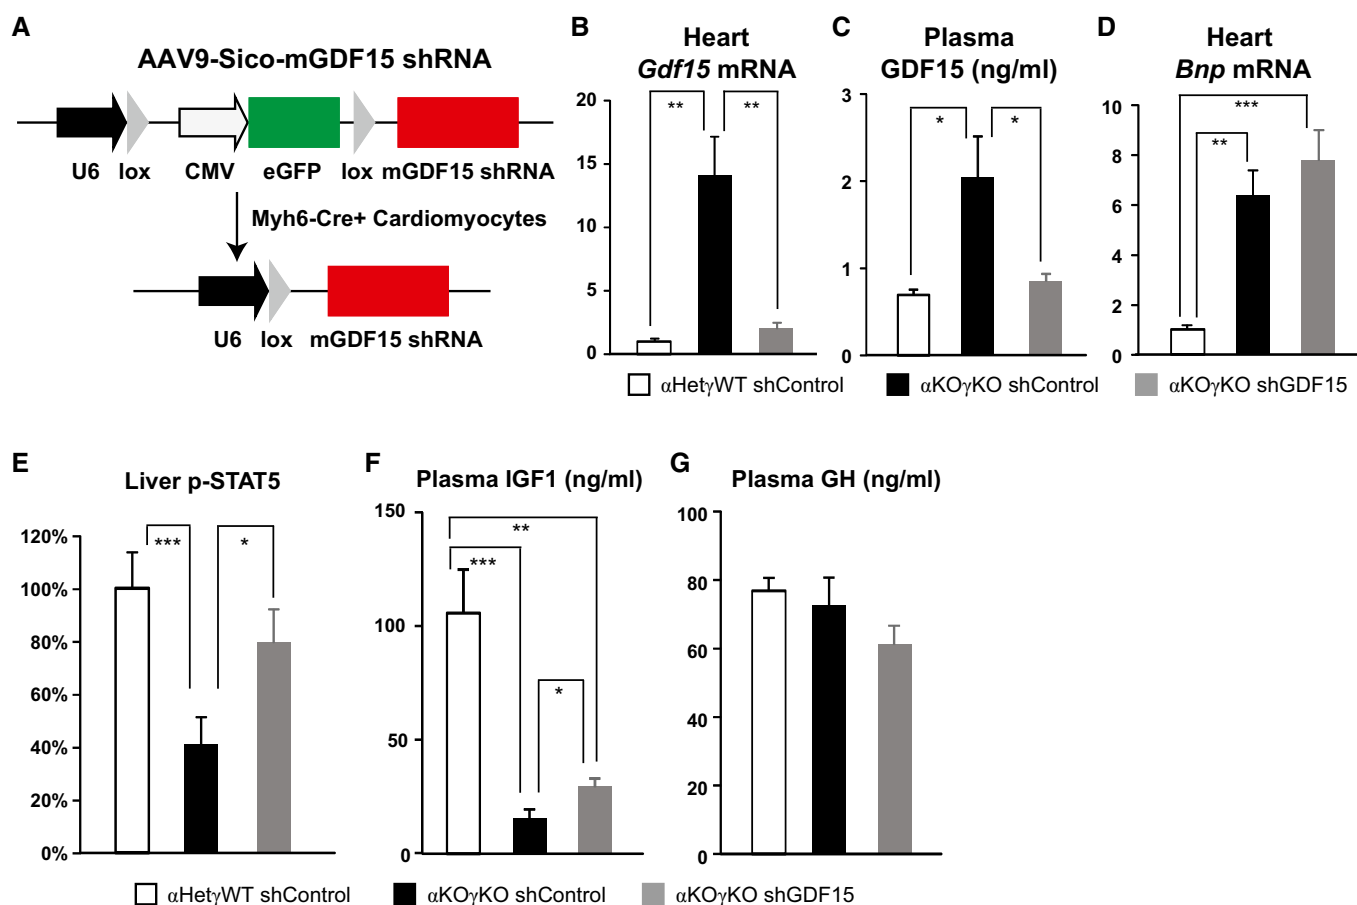 A
AAV9-Sico-mGDF15 shRNA
U6 lox CMV eGFP lox mGDF15 shRNA
Myh6-Cre+ Cardiomyocytes
U6 lox mGDF15 shRNA
B
Heart
Gdf15 mRNA
20
15
10
5
0
** **
C
Plasma
GDF15 (ng/ml)
3
2
1
0
* *
D
Heart
Bnp mRNA
10
8
6
4
2
0
***
**
αHetγWT shControl αKOγKO shControl αKOγKO shGDF15
E
Liver p-STAT5
120%
100%
80%
60%
40%
20%
0%
*** *
F
Plasma IGF1 (ng/ml)
150
100
50
0
**
***
*
G
Plasma GH (ng/ml)
100
80
60
40
20
0
αHetγWT shControl αKOγKO shControl αKOγKO shGDF15